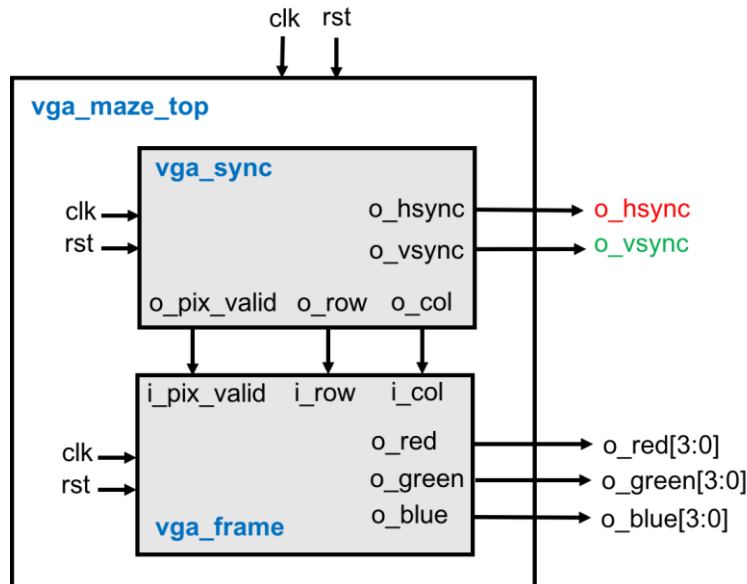 clk rst
vga_maze_top
vga_sync
clk
rst
o_hsync
o_vsync
o_hsync
o_vsync
o_pix_valid o_row o_col
i_pix_valid i_row i_col
clk
rst
o_red
o_green
o_blue
o_red[3:0]
o_green[3:0]
o_blue[3:0]
vga_frame